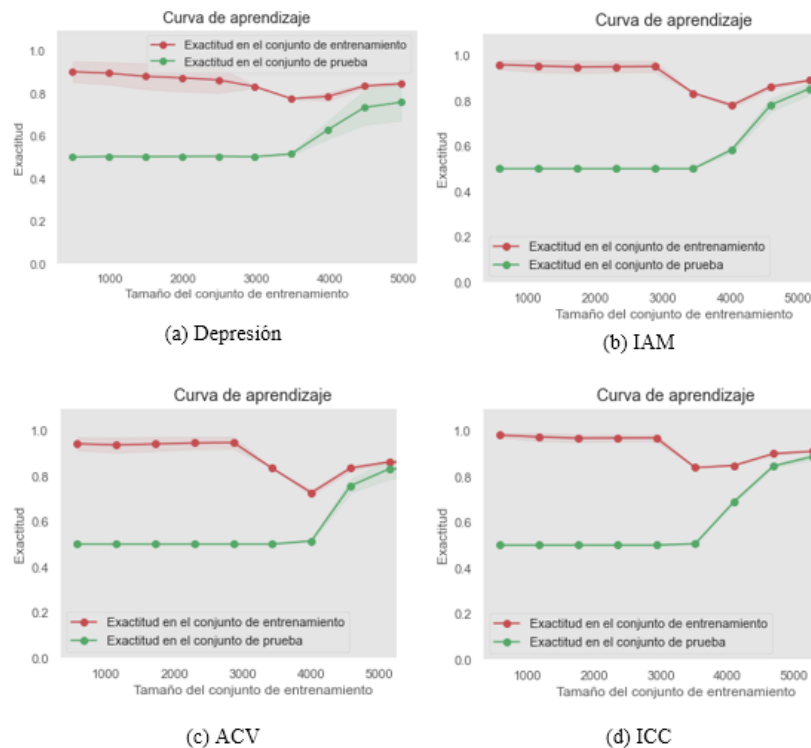 Curva de aprendizaje
Exactitud en el conjunto de entrenamiento
Exactitud en el conjunto de prueba
Exactitud
1.0
0.8
0.6
0.4
0.2
0.0
1000 2000 3000 4000 5000
Tamaño del conjunto de entrenamiento
(a) Depresión
Curva de aprendizaje
Exactitud
1.0
0.8
0.6
0.4
0.2
0.0
Exactitud en el conjunto de entrenamiento
Exactitud en el conjunto de prueba
1000 2000 3000 4000 5000
Tamaño del conjunto de entrenamiento
(b) IAM
Curva de aprendizaje
Exactitud
1.0
0.8
0.6
0.4
0.2
0.0
Exactitud en el conjunto de entrenamiento
Exactitud en el conjunto de prueba
1000 2000 3000 4000 5000
Tamaño del conjunto de entrenamiento
(c) ACV
Curva de aprendizaje
Exactitud
1.0
0.8
0.6
0.4
0.2
0.0
Exactitud en el conjunto de entrenamiento
Exactitud en el conjunto de prueba
1000 2000 3000 4000 5000
Tamaño del conjunto de entrenamiento
(d) ICC